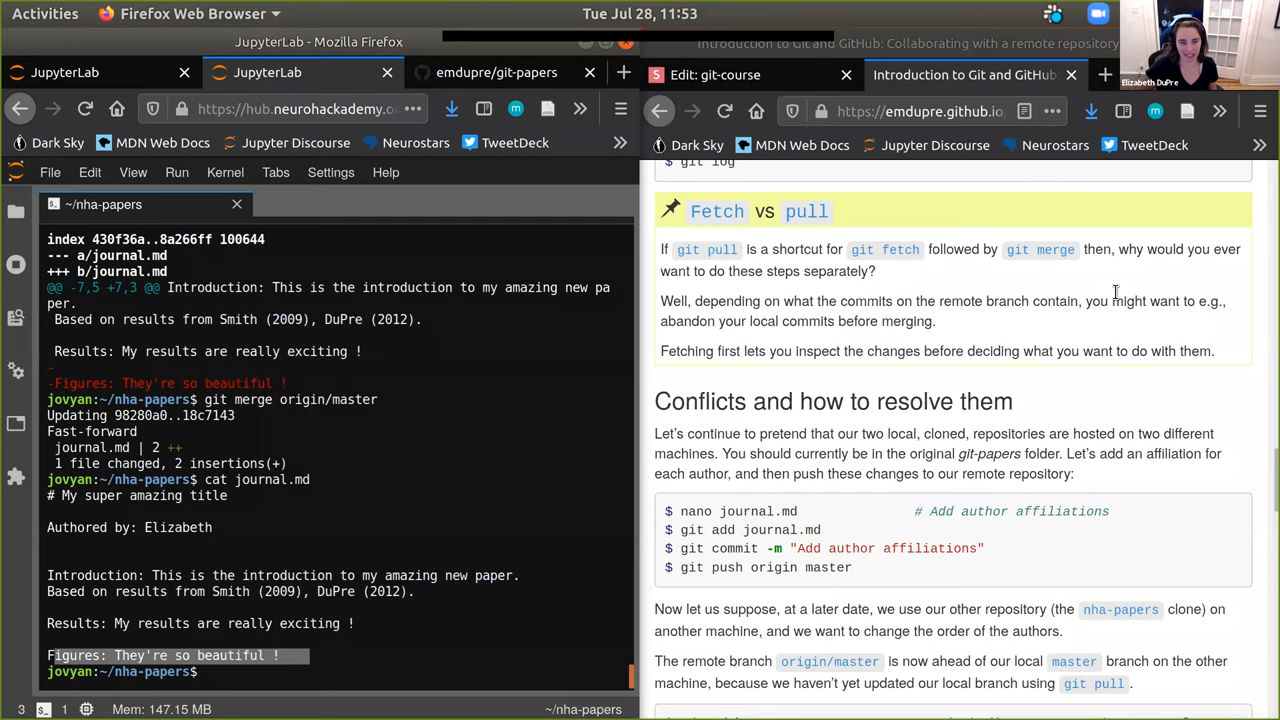 Activities
Firefox Web Browser
Tue Jul 28, 11:53
JupyterLab - Mozilla Firefox
Introduction to Git and GitHub: Collaborating with a remote repository
Elizabeth DuPre
JupyterLab
JupyterLab
emdupre/git-papers
https://hub.neurohackademy.o
Dark Sky
MDN Web Docs
Jupyter Discourse
Neurostars
TweetDeck
File
Edit
View
Run
Kernel
Tabs
Settings
Help
~/nha-papers
index 430f36a..8a266ff 100644
--- a/journal.md
+++ b/journal.md
@@ -7,5 +7,3 @@ Introduction: This is the introduction to my amazing new pa
per.
Based on results from Smith (2009), DuPre (2012).
Results: My results are really exciting !
-
-Figures: They're so beautiful !
jovyan:~/nha-papers$ git merge origin/master
Updating 98280a0..18c7143
Fast-forward
journal.md | 2 ++
1 file changed, 2 insertions(+)
jovyan:~/nha-papers$ cat journal.md
# My super amazing title
Authored by: Elizabeth
Introduction: This is the introduction to my amazing new paper.
Based on results from Smith (2009), DuPre (2012).
Results: My results are really exciting !
Figures: They're so beautiful !
jovyan:~/nha-papers$
3
1
Mem: 147.15 MB
~/nha-papers
Edit: git-course
Introduction to Git and GitHub:
https://emdupre.github.io
Dark Sky
MDN Web Docs
Jupyter Discourse
Neurostars
TweetDeck
$ git log
Fetch vs pull
If git pull is a shortcut for git fetch followed by git merge then, why would you ever
want to do these steps separately?
Well, depending on what the commits on the remote branch contain, you might want to e.g.,
abandon your local commits before merging.
Fetching first lets you inspect the changes before deciding what you want to do with them.
Conflicts and how to resolve them
Let's continue to pretend that our two local, cloned, repositories are hosted on two different
machines. You should currently be in the original git-papers folder. Let's add an affiliation for
each author, and then push these changes to our remote repository:
$ nano journal.md # Add author affiliations
$ git add journal.md
$ git commit -m "Add author affiliations"
$ git push origin master
Now let us suppose, at a later date, we use our other repository (the nha-papers clone) on
another machine, and we want to change the order of the authors.
The remote branch origin/master is now ahead of our local master branch on the other
machine, because we haven't yet updated our local branch using git pull.